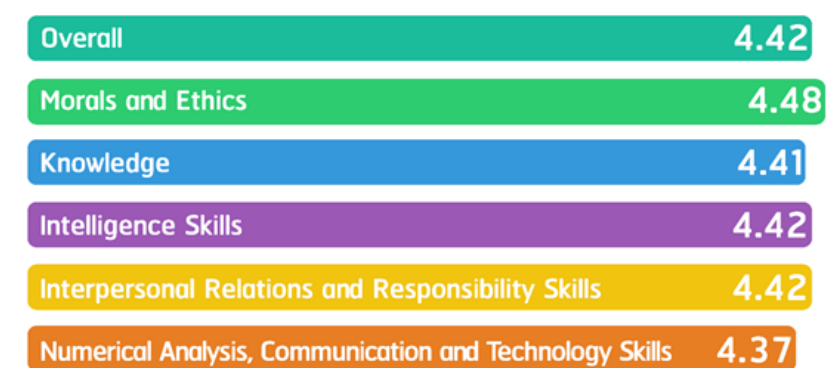 Overall 4.42
Morals and Ethics 4.48
Knowledge 4.41
Intelligence Skills 4.42
Interpersonal Relations and Responsibility Skills 4.42
Numerical Analysis, Communication and Technology Skills 4.37